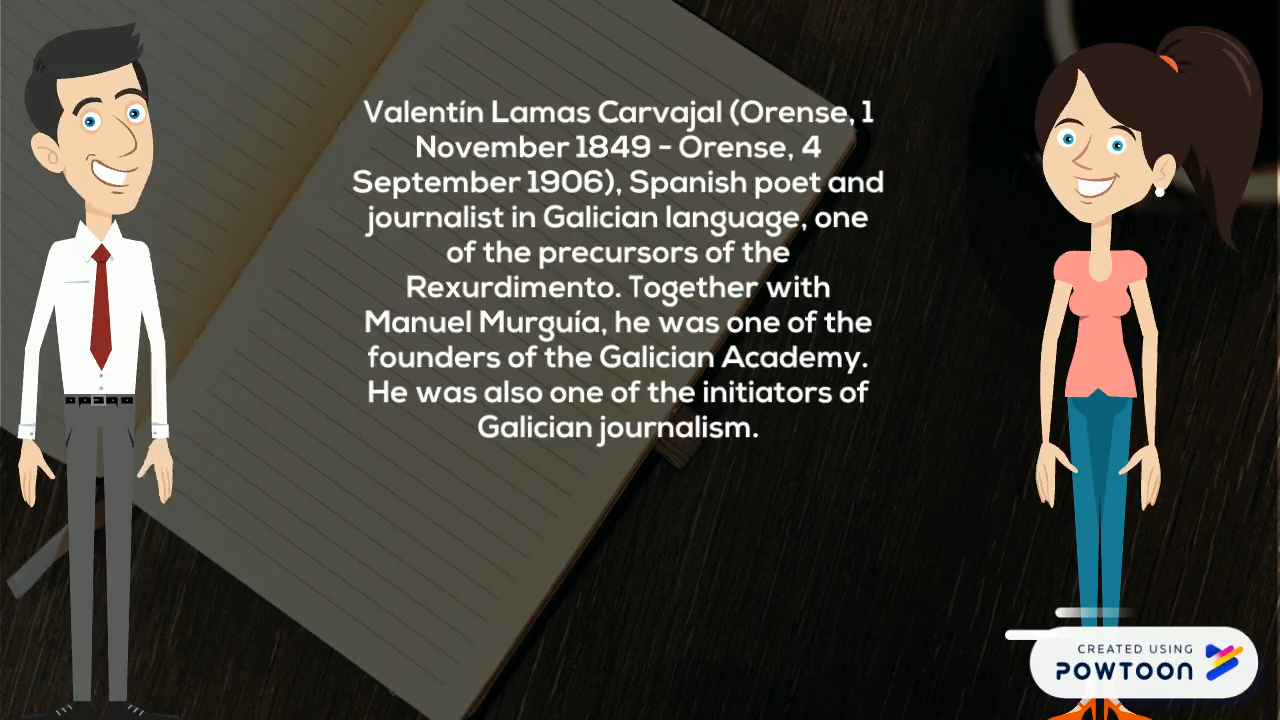 Valentín Lamas Carvajal (Orense, 1
November 1849 - Orense, 4
September 1906), Spanish poet and
journalist in Galician language, one
of the precursors of the
Rexurdimento. Together with
Manuel Murguía, he was one of the
founders of the Galician Academy.
He was also one of the initiators of
Galician journalism.
CREATED USING
POWTOON